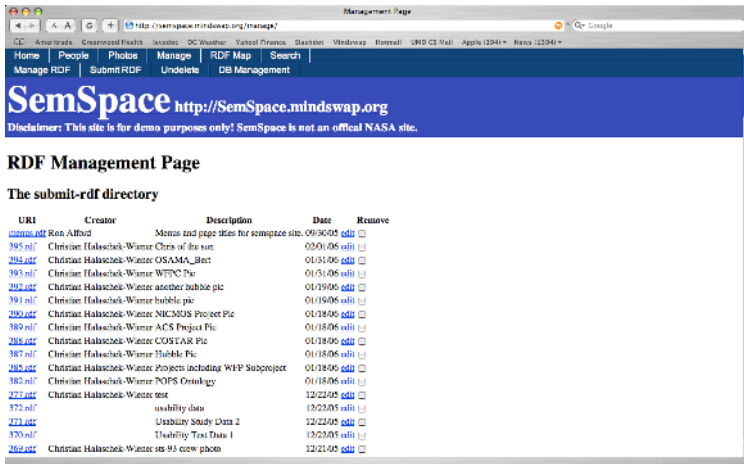 Management Page
A A C + http://semspace.mindswap.org/manage/ Q- Google
Ameritrade Greenwood Health javadoc DC Weather Yahoo! Finance Slashdot Mindswap Hotmail UMD CS Mail Apple (194) ▾ News (1204) ▾
Home People Photos Manage RDF Map Search
Manage RDF Submit RDF Undelete DB Management
SemSpace http://SemSpace.mindswap.org
Disclaimer: This site is for demo purposes only! SemSpace is not an offical NASA site.
RDF Management Page
The submit-rdf directory
URI Creator Description Date Remove
menus.rdf Ron Alford Menus and page titles for semspace site. 09/30/05 edit
395.rdf Christian Halaschek-Wiener Chris of the sun 02/01/06 edit
394.rdf Christian Halaschek-Wiener OSAMA_Bert 01/31/06 edit
393.rdf Christian Halaschek-Wiener WFPC Pic 01/31/06 edit
392.rdf Christian Halaschek-Wiener another hubble pic 01/19/06 edit
391.rdf Christian Halaschek-Wiener hubble pic 01/19/06 edit
390.rdf Christian Halaschek-Wiener NICMOS Project Pic 01/18/06 edit
389.rdf Christian Halaschek-Wiener ACS Project Pic 01/18/06 edit
388.rdf Christian Halaschek-Wiener COSTAR Pic 01/18/06 edit
387.rdf Christian Halaschek-Wiener Hubble Pic 01/18/06 edit
385.rdf Christian Halaschek-Wiener Projects including WFP Subproject 01/18/06 edit
382.rdf Christian Halaschek-Wiener POPS Ontology 01/18/06 edit
377.rdf Christian Halaschek-Wiener test 12/22/05 edit
372.rdf usability data 12/22/05 edit
371.rdf Usability Study Data 2 12/22/05 edit
370.rdf Usability Test Data 1 12/22/05 edit
369.rdf Christian Halaschek-Wiener sts-93 crew photo 12/21/05 edit